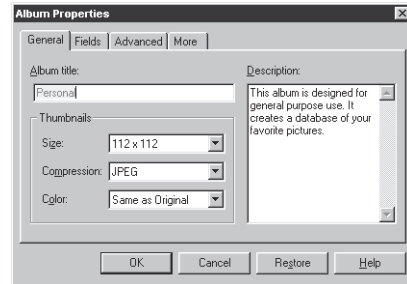 Album Properties
General Fields Advanced More
Album title:
Personal
Description:
This album is designed for
general purpose use. It
creates a database of your
favorite pictures.
Thumbnails
Size: 112 x 112
Compression: JPEG
Color: Same as Original
OK Cancel Restore Help